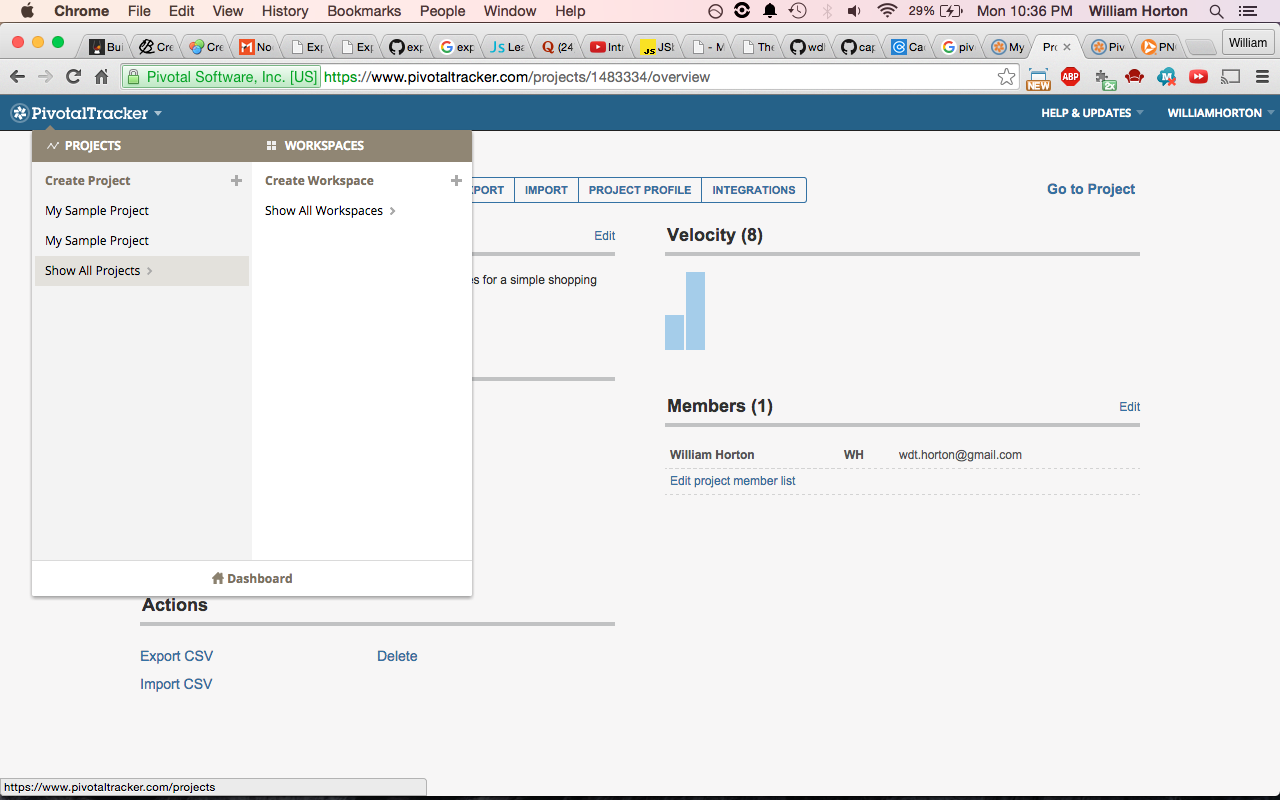 Chrome File Edit View History Bookmarks People Window Help 29% Mon 10:36 PM William Horton
Bui Cre Cre No Exp Exp exp exp Lea Q (24 Intr JSI - M The wdl cap Cac piv My Pro Piv PNG William
Pivotal Software, Inc. [US] https://www.pivotaltracker.com/projects/1483334/overview NEW ABP 2x
PivotalTracker HELP & UPDATES WILLIAMHORTON
PROJECTS WORKSPACES
Create Project + Create Workspace +
PORT IMPORT PROJECT PROFILE INTEGRATIONS Go to Project
My Sample Project Show All Workspaces
My Sample Project Edit Velocity (8)
Show All Projects
s for a simple shopping
Members (1) Edit
William Horton WH wdt.horton@gmail.com
Edit project member list
Dashboard
Actions
Export CSV Delete
Import CSV
https://www.pivotaltracker.com/projects